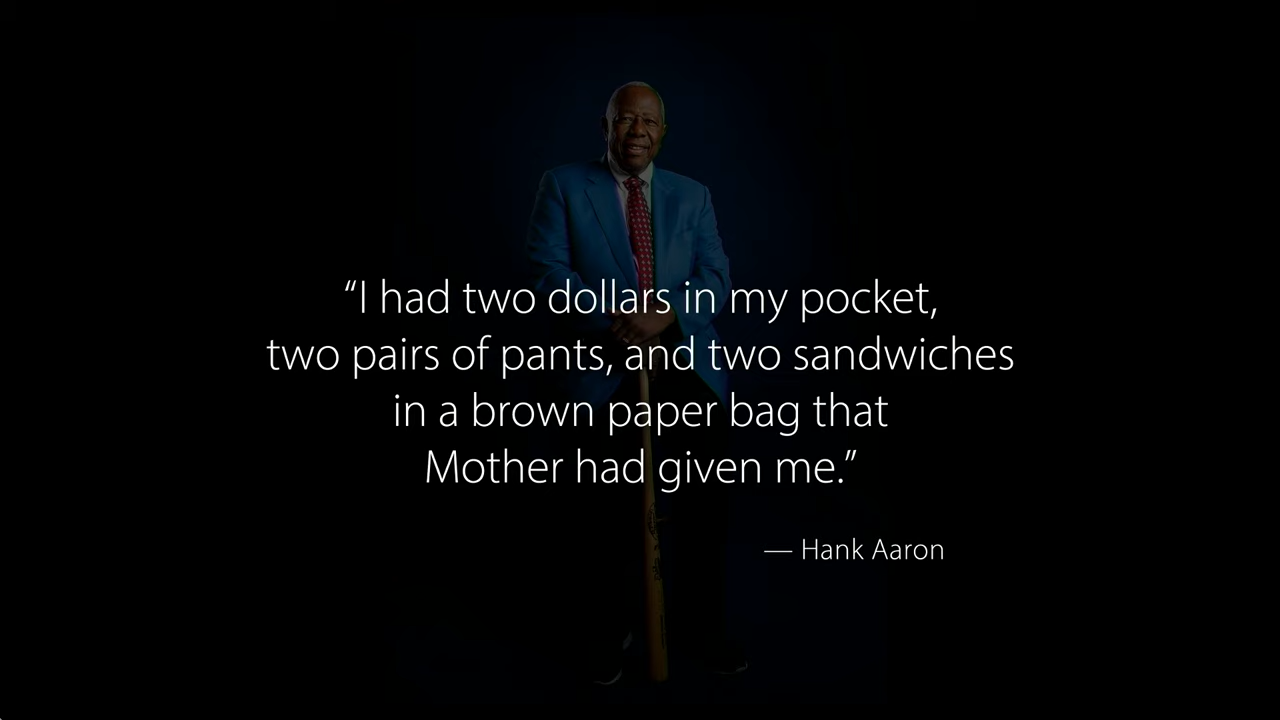 “I had two dollars in my pocket,
two pairs of pants, and two sandwiches
in a brown paper bag that
Mother had given me.”
— Hank Aaron